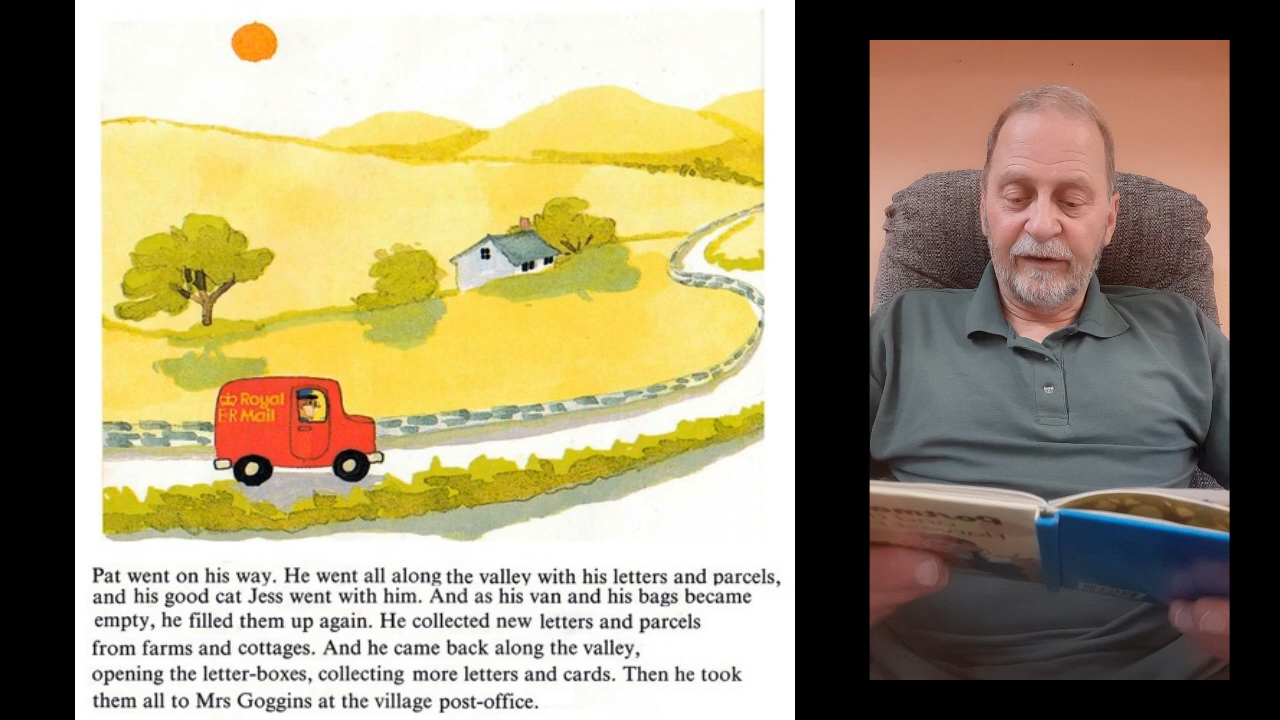 Royal
E R Mail
Pat went on his way. He went all along the valley with his letters and parcels,
and his good cat Jess went with him. And as his van and his bags became
empty, he filled them up again. He collected new letters and parcels
from farms and cottages. And he came back along the valley,
opening the letter-boxes, collecting more letters and cards. Then he took
them all to Mrs Goggins at the village post-office.